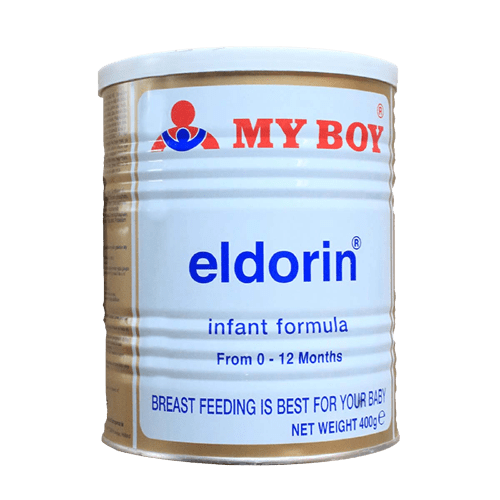 MY BOY®
eldorin®
infant formula
From 0 - 12 Months
BREAST FEEDING IS BEST FOR YOUR BABY
NET WEIGHT 400g℮